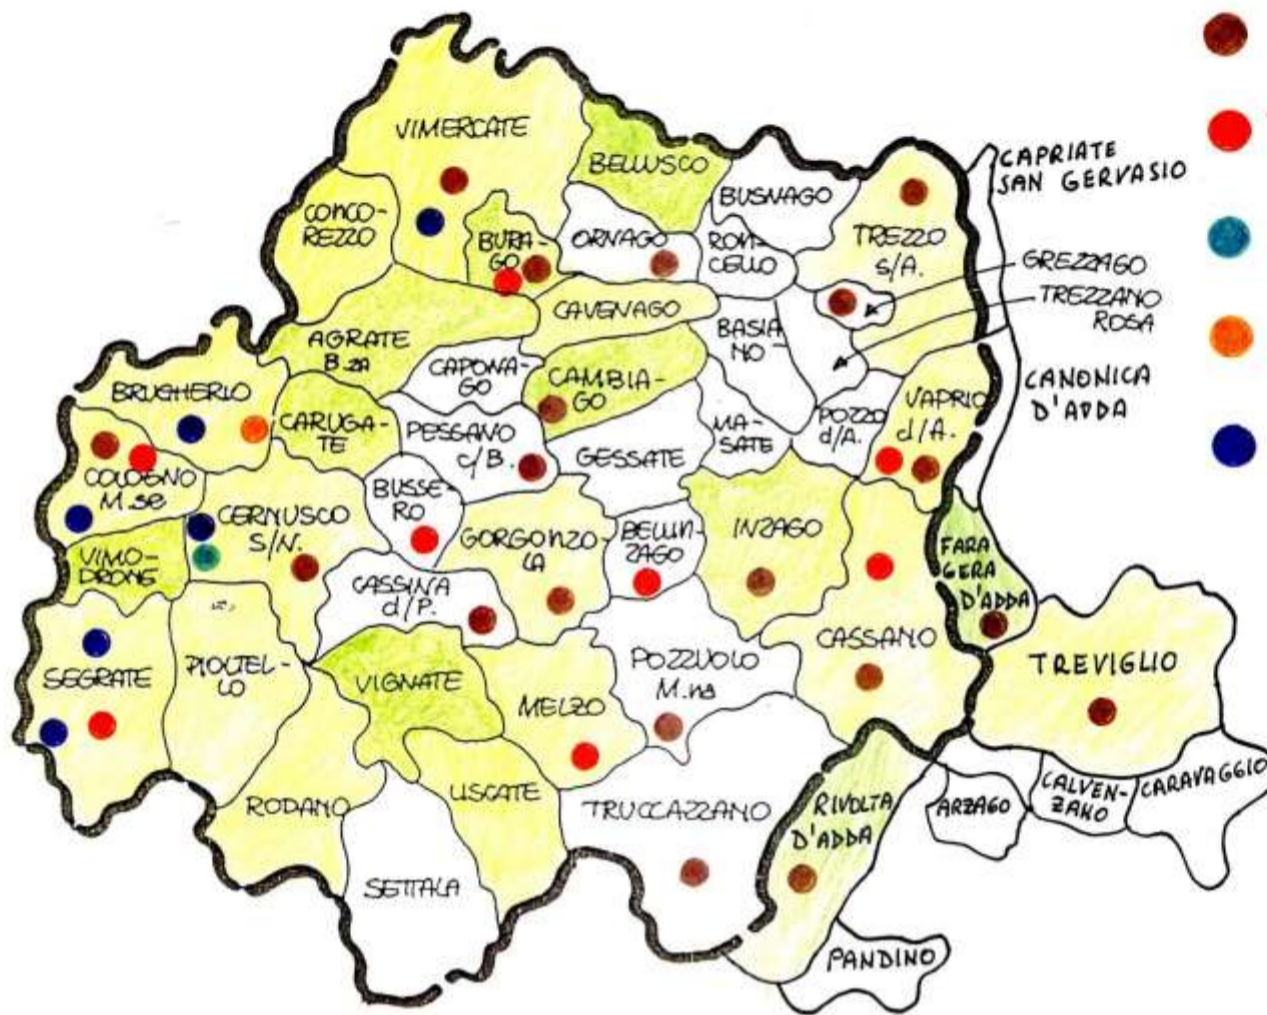 VIMERCATE
BELLUSCO
BUSNAGO
CAPRIATE
SAN GERVASIO
CONCO-
REZZO
BURA-
GO
ORNAGO
RON-
CELLO
TREZZO
S/A.
GREZZAGO
TREZZANO
ROSA
CAVENAGO
AGRATE
B.ZA
BASIA
NO
CAPONA-
GO
CAMBIA-
GO
BRUGHERIO
CARUGA-
TE
PESSANO
C/B.
MA-
SATE
POZZO
d/A.
VAPRIO
d/A.
CANONICA
D'ADDA
COLOGNO
M.se
GESSATE
BUSSE-
RO
CERNUSCO
S/N.
GORGONZO-
LA
BELLIN-
ZAGO
INZAGO
VIMO-
DRONE
FARA
GERA
D'ADDA
CASSINA
d/P.
SEGRATE
PIOLTEL-
LO
VIGNATE
MELZO
POZZUOLO
M.na
CASSANO
TREVIGLIO
RODANO
LISCATE
TRUCCAZZANO
RIVOLTA
D'ADDA
ARZAGO
CALVEN-
ZANO
CARAVAGGIO
SETTALA
PANDINO